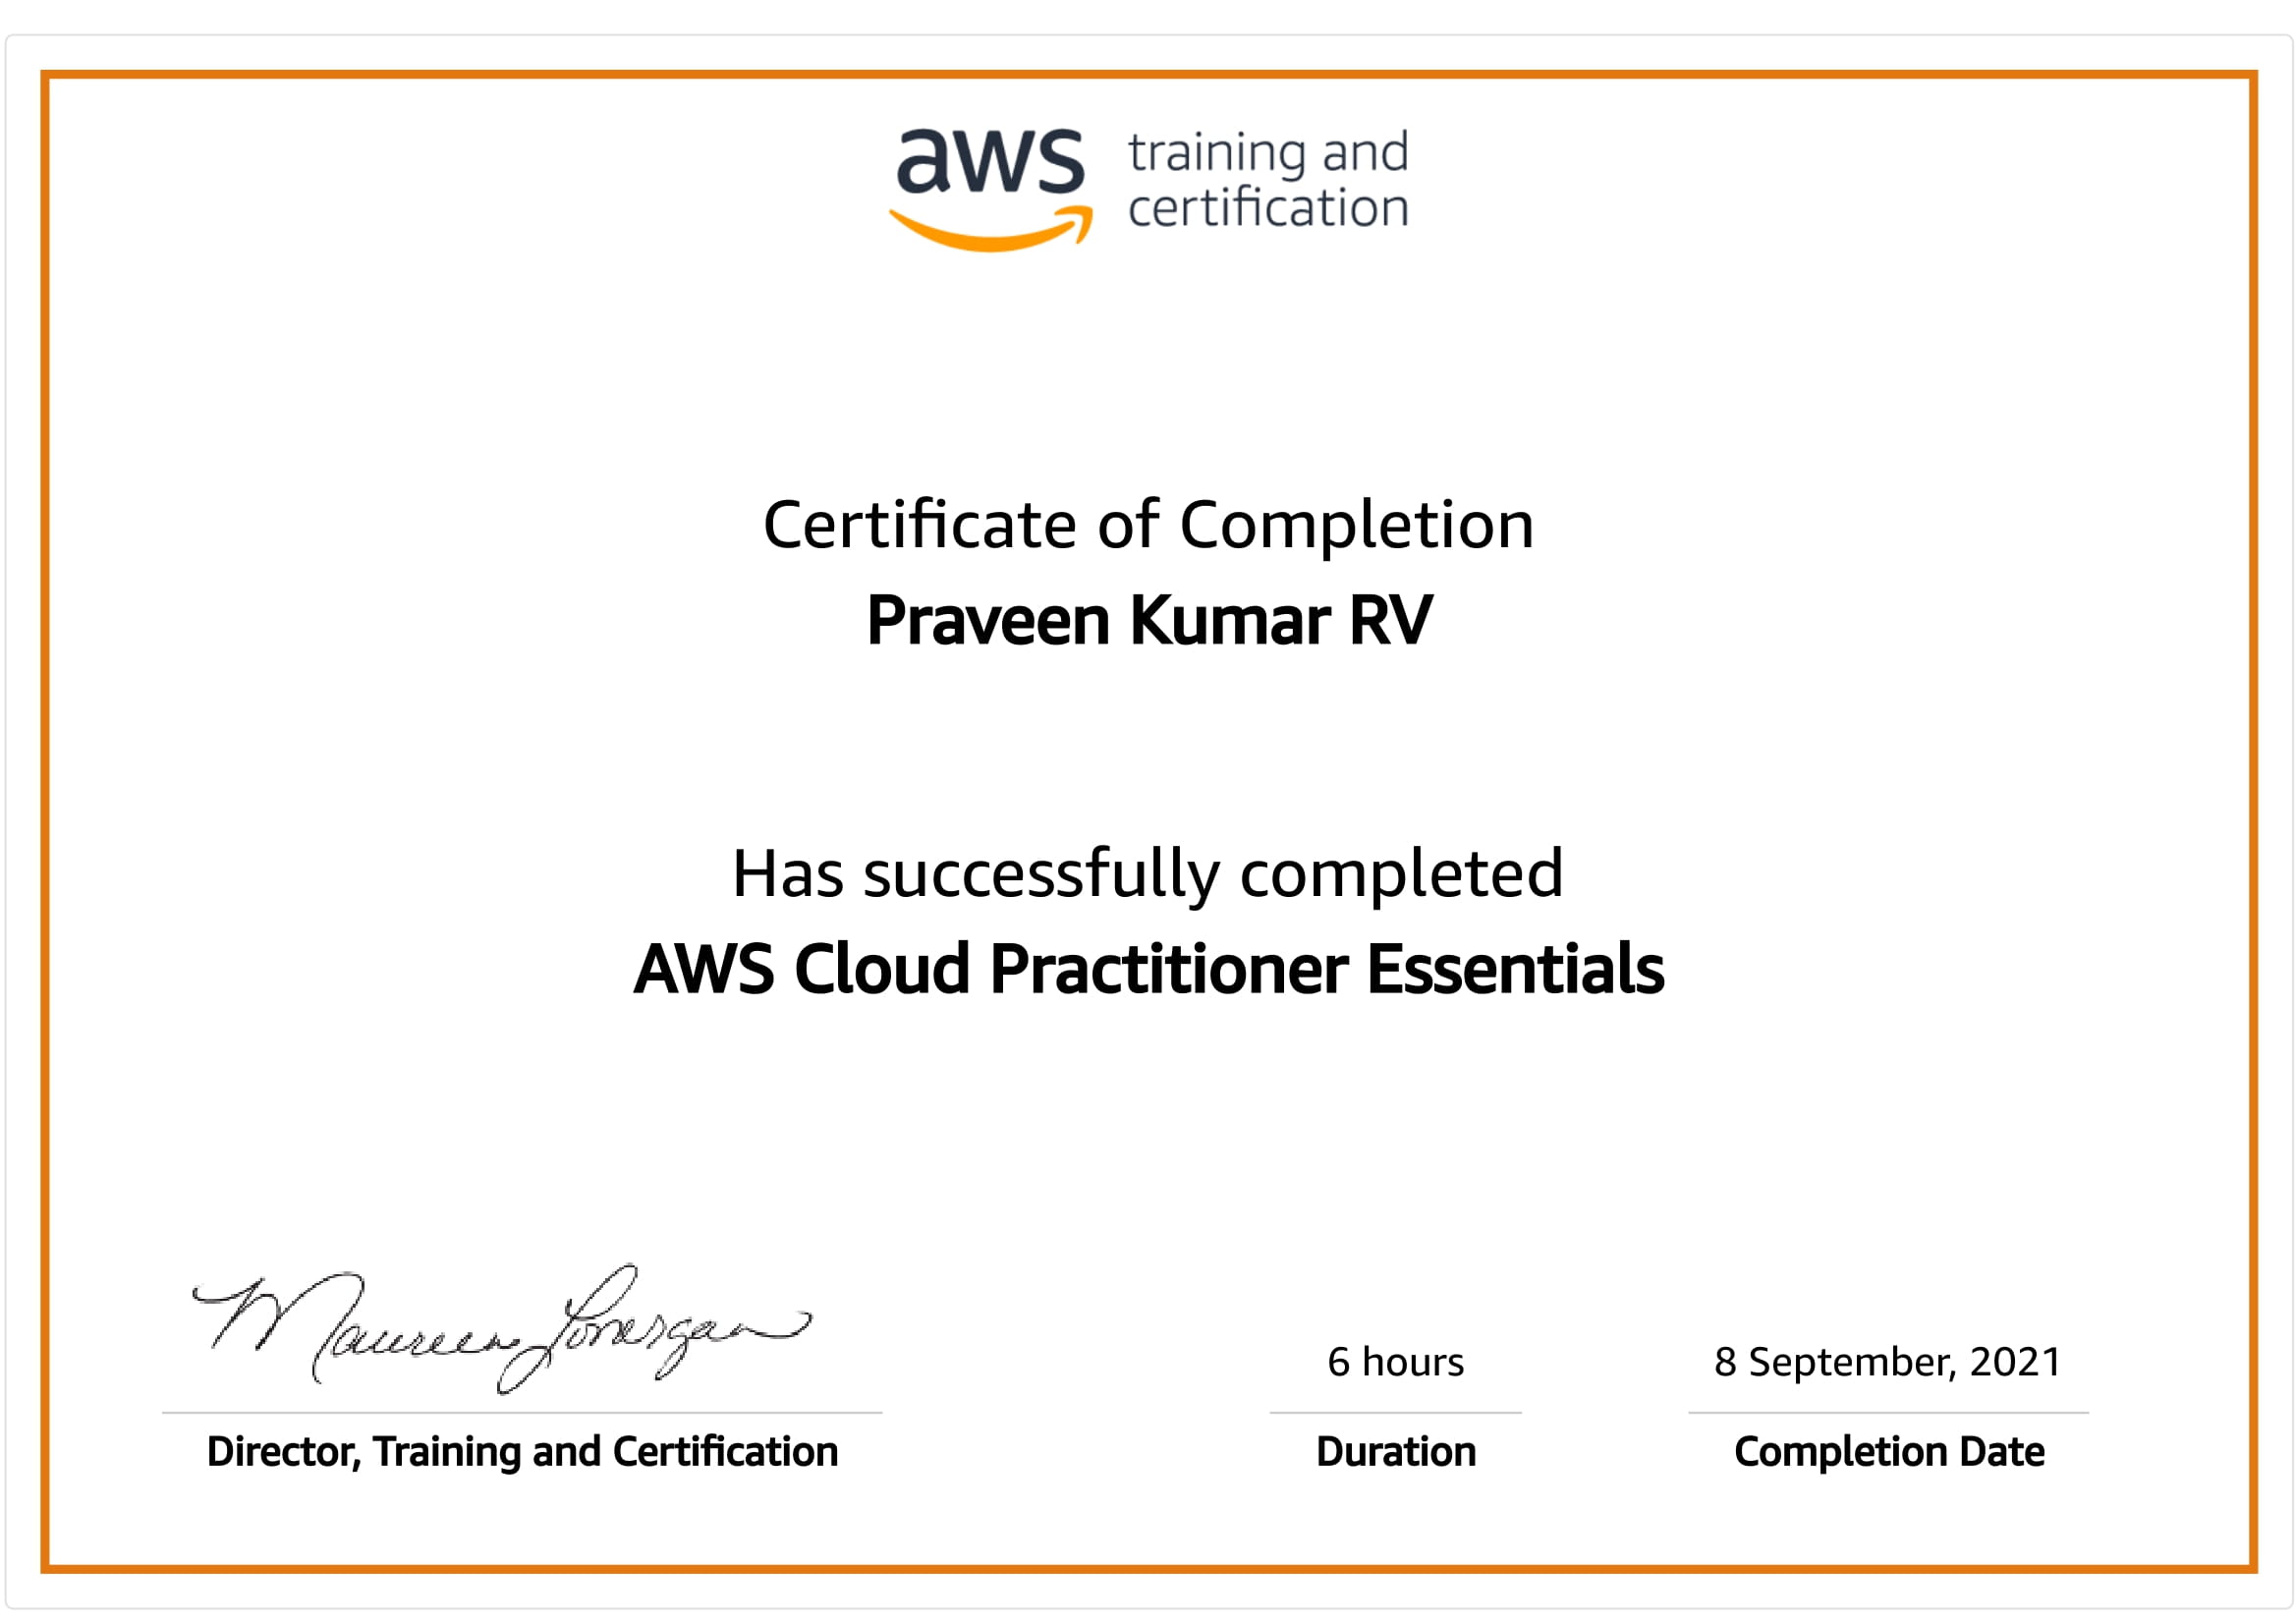 aws training and
certification
Certificate of Completion
Praveen Kumar RV
Has successfully completed
AWS Cloud Practitioner Essentials
Maureen Lonergan
6 hours
8 September, 2021
Director, Training and Certification
Duration
Completion Date